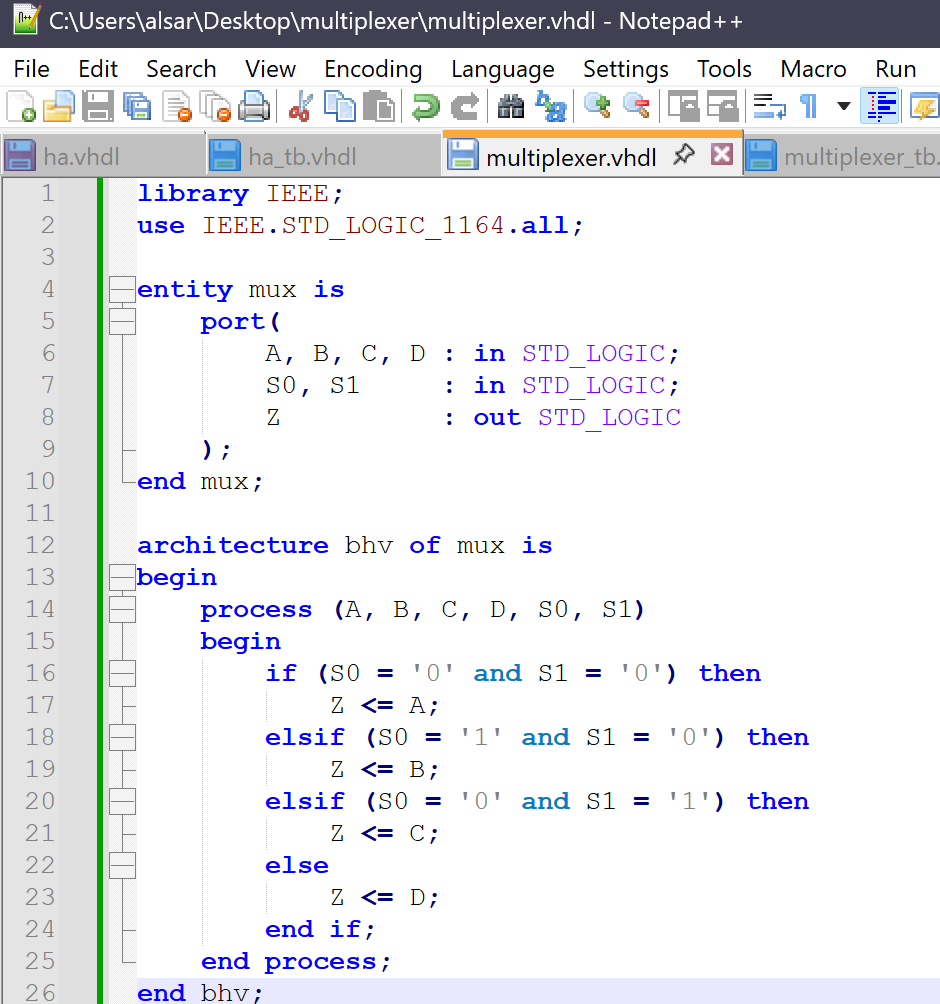 C:\Users\alsar\Desktop\multiplexer\multiplexer.vhdl - Notepad++
File Edit Search View Encoding Language Settings Tools Macro Run
ha.vhdl ha_tb.vhdl multiplexer.vhdl multiplexer_tb.
1 library IEEE;
2 use IEEE.STD_LOGIC_1164.all;
3
4 entity mux is
5     port(
6         A, B, C, D : in STD_LOGIC;
7         S0, S1     : in STD_LOGIC;
8         Z          : out STD_LOGIC
9     );
10 end mux;
11
12 architecture bhv of mux is
13 begin
14     process (A, B, C, D, S0, S1)
15     begin
16         if (S0 = '0' and S1 = '0') then
17             Z <= A;
18         elsif (S0 = '1' and S1 = '0') then
19             Z <= B;
20         elsif (S0 = '0' and S1 = '1') then
21             Z <= C;
22         else
23             Z <= D;
24         end if;
25     end process;
26 end bhv;